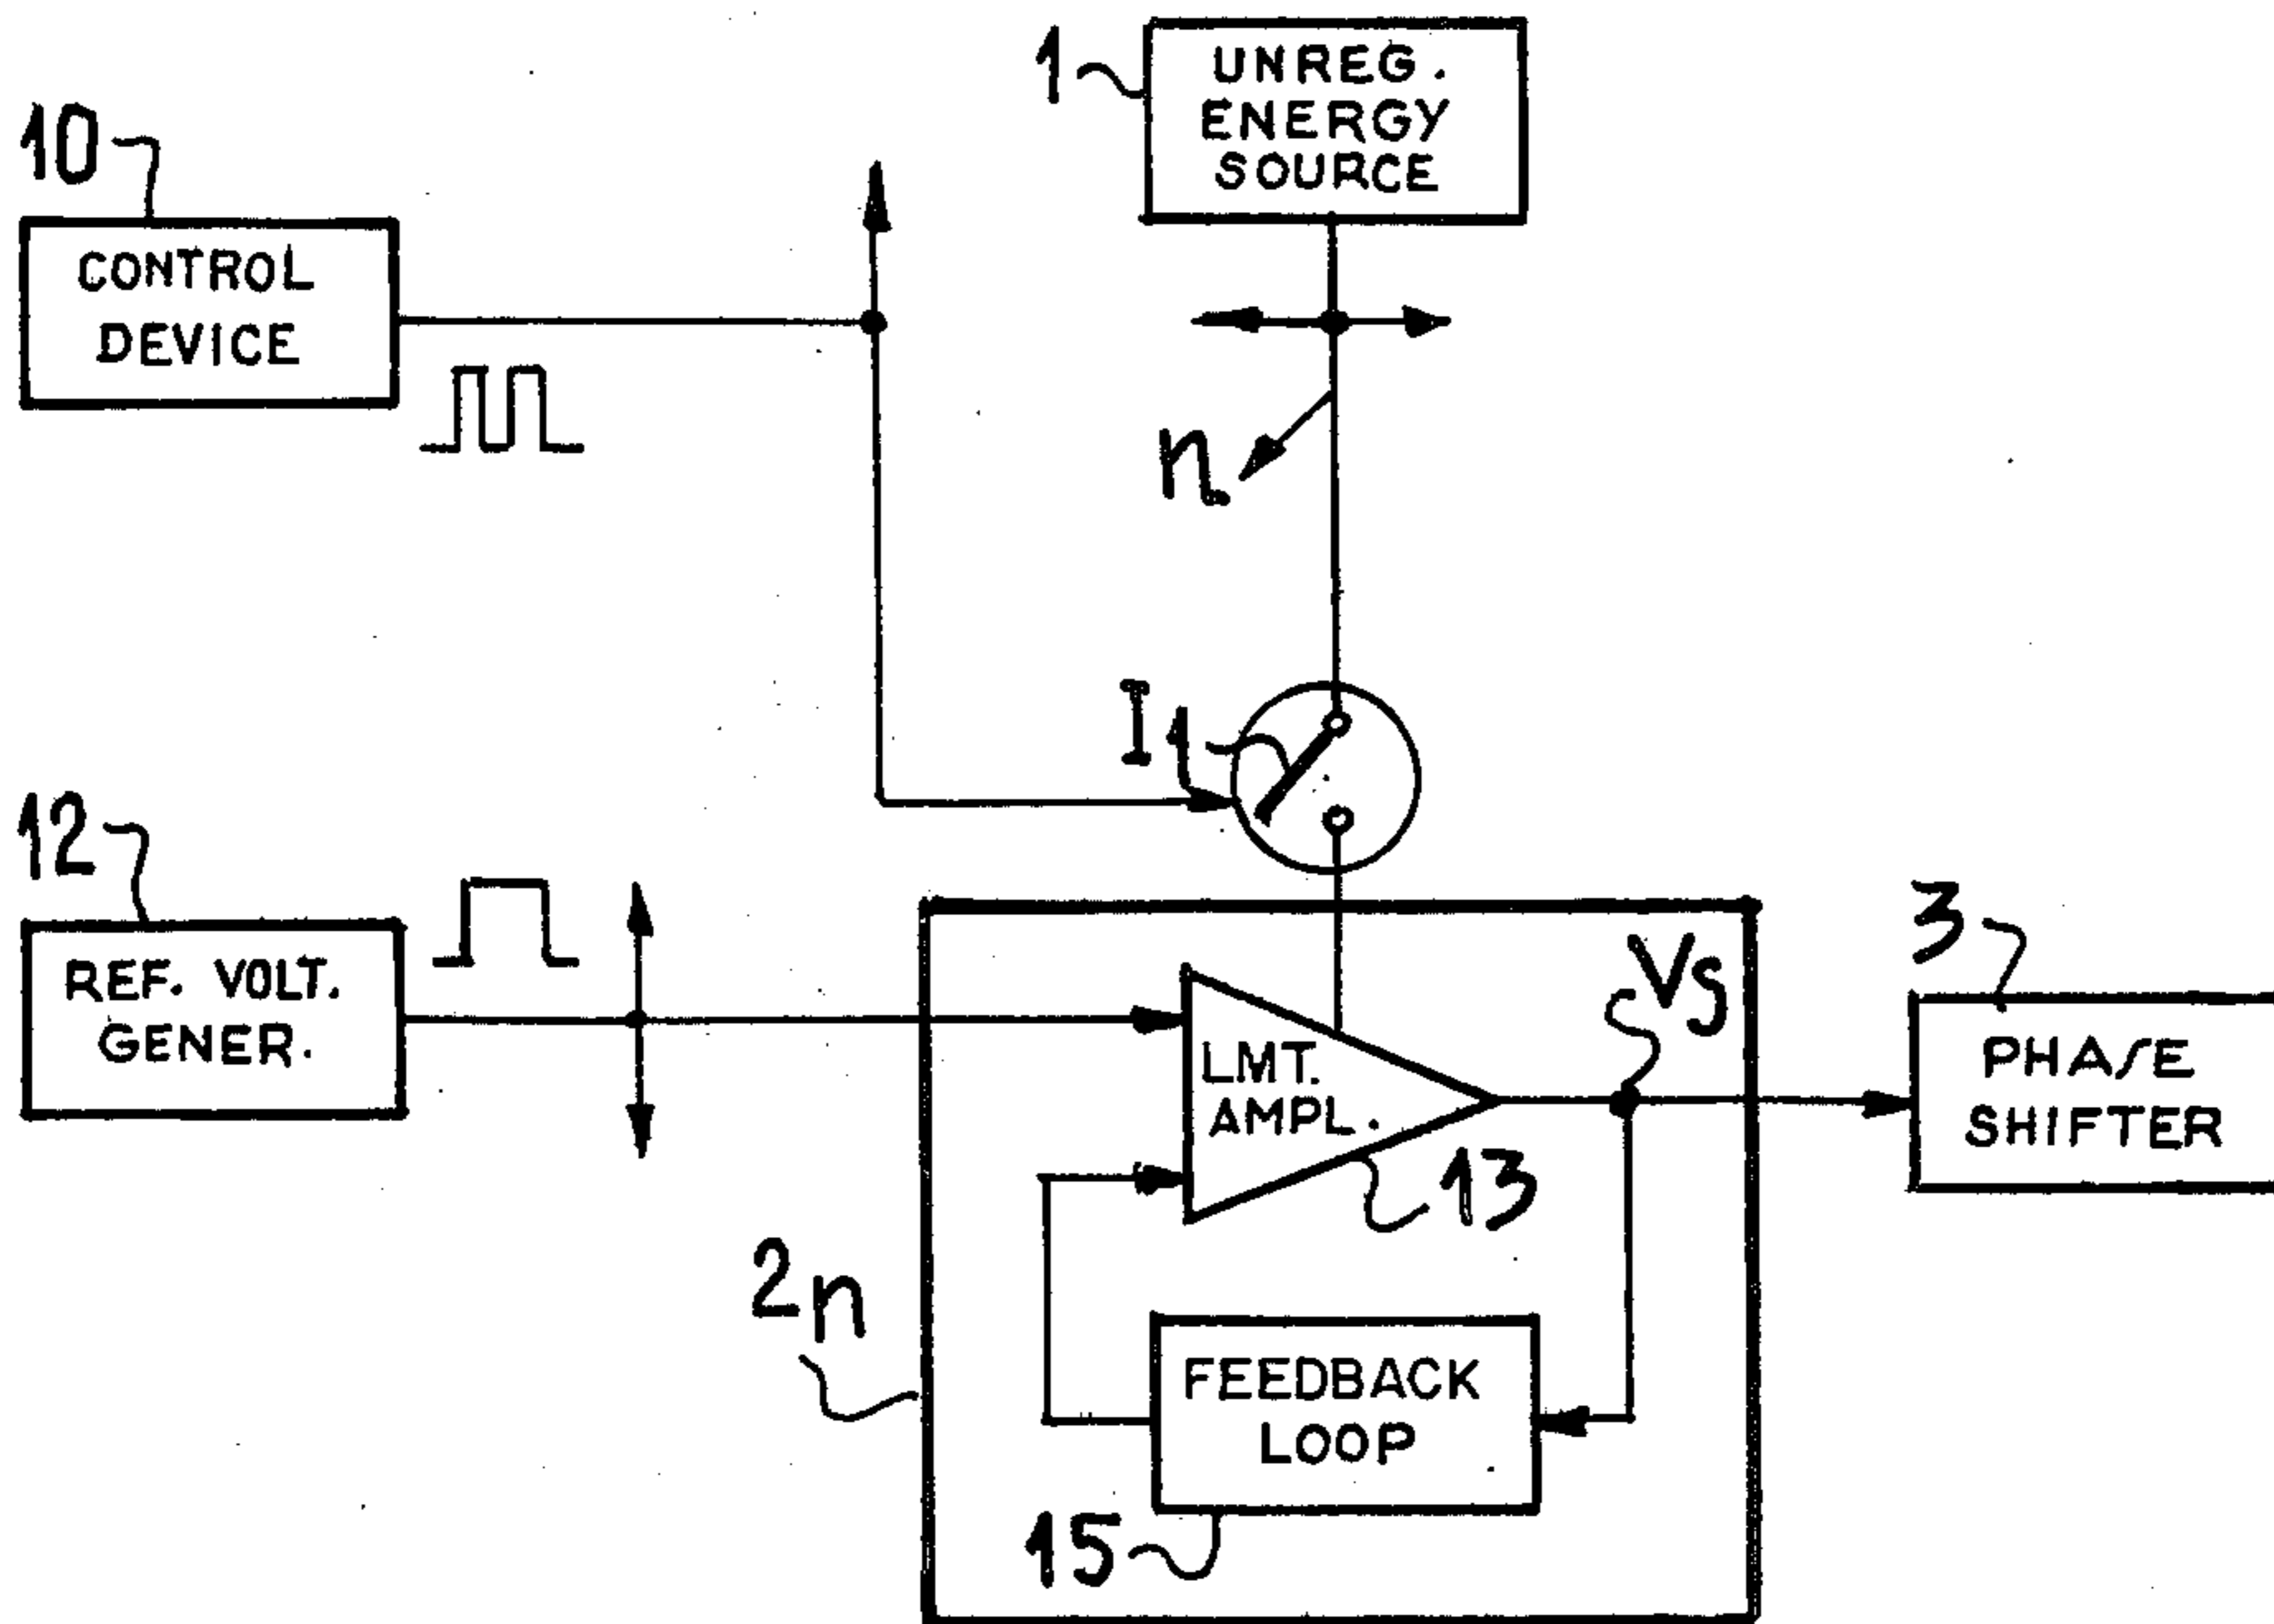 1
UNREG.
ENERGY
SOURCE
10
CONTROL
DEVICE
n
I1
12
REF. VOLT.
GENER.
LMT.
AMPL.
Vs
3
PHASE
SHIFTER
13
2n
FEEDBACK
LOOP
15